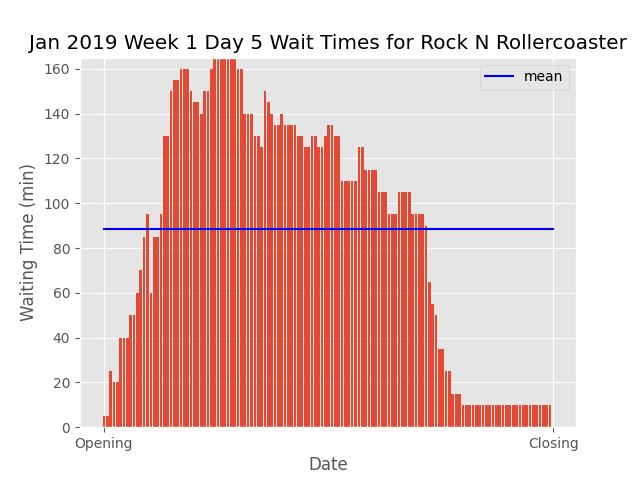 Jan 2019 Week 1 Day 5 Wait Times for Rock N Rollercoaster
mean
160
140
120
100
80
60
40
20
0
Waiting Time (min)
Opening
Closing
Date